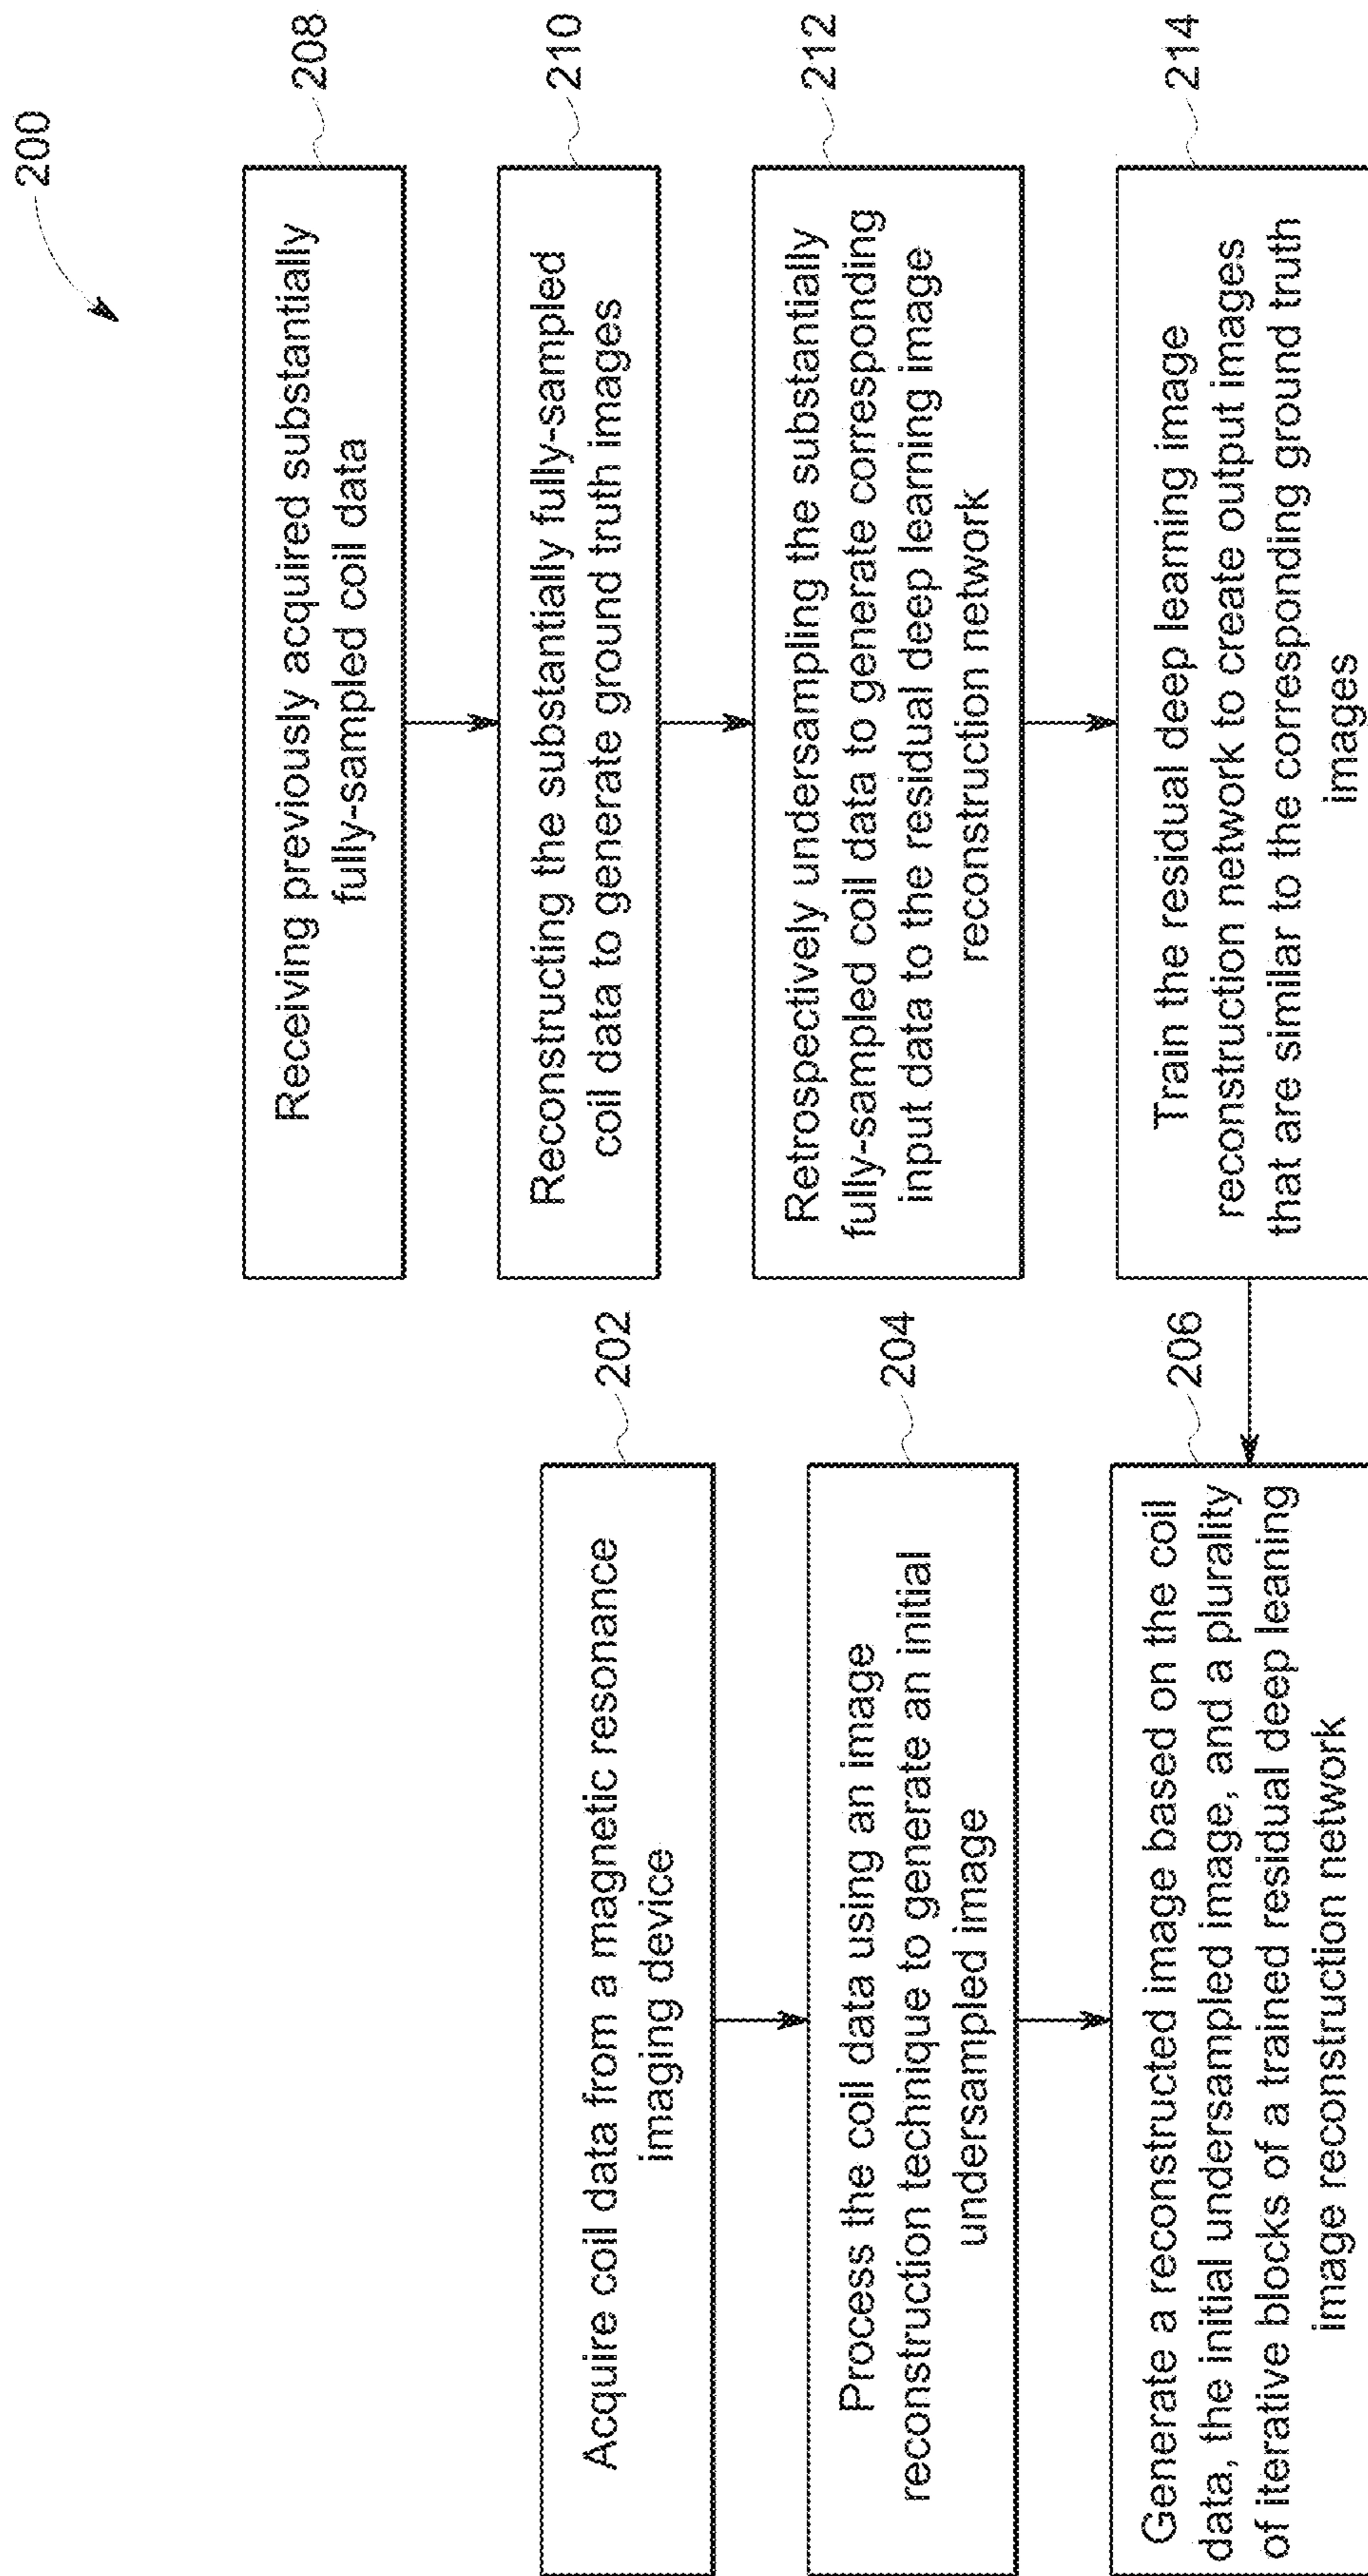 200
Acquire coil data from a magnetic resonance
imaging device
202
Process the coil data using an image
reconstruction technique to generate an initial
undersampled image
204
Generate a reconstructed image based on the coil
data, the initial undersampled image, and a plurality
of iterative blocks of a trained residual deep leaning
image reconstruction network
206
Receiving previously acquired substantially
fully-sampled coil data
208
Reconstructing the substantially fully-sampled
coil data to generate ground truth images
210
Retrospectively undersampling the substantially
fully-sampled coil data to generate corresponding
input data to the residual deep learning image
reconstruction network
212
Train the residual deep learning image
reconstruction network to create output images
that are similar to the corresponding ground truth
images
214